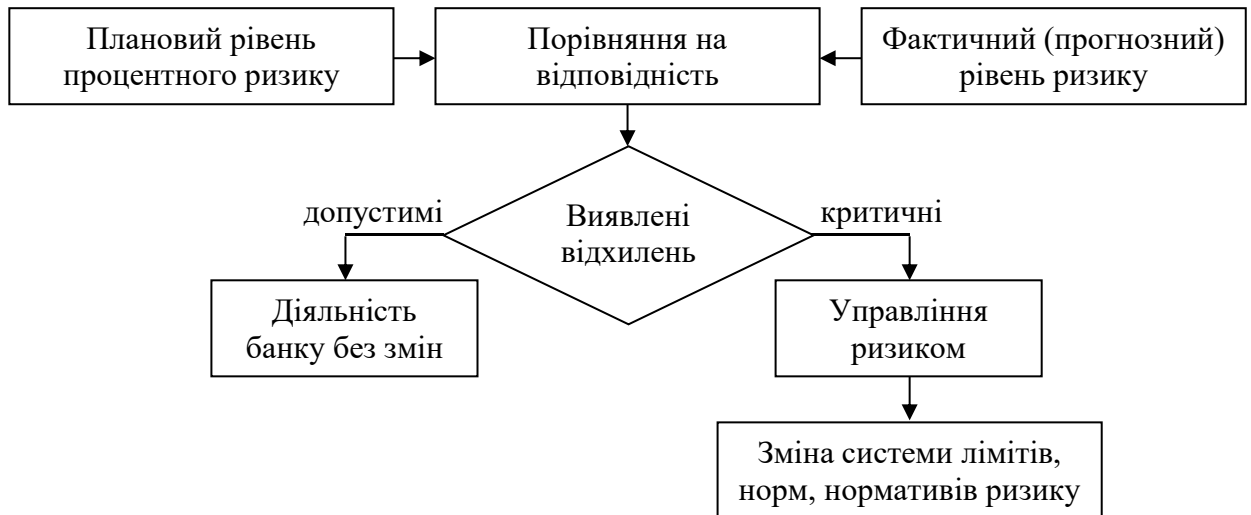 Плановий рівень
процентного ризику
Порівняння на
відповідність
Фактичний (прогнозний)
рівень ризику
допустимі
Виявлені
відхилень
критичні
Діяльність
банку без змін
Управління
ризиком
Зміна системи лімітів,
норм, нормативів ризику